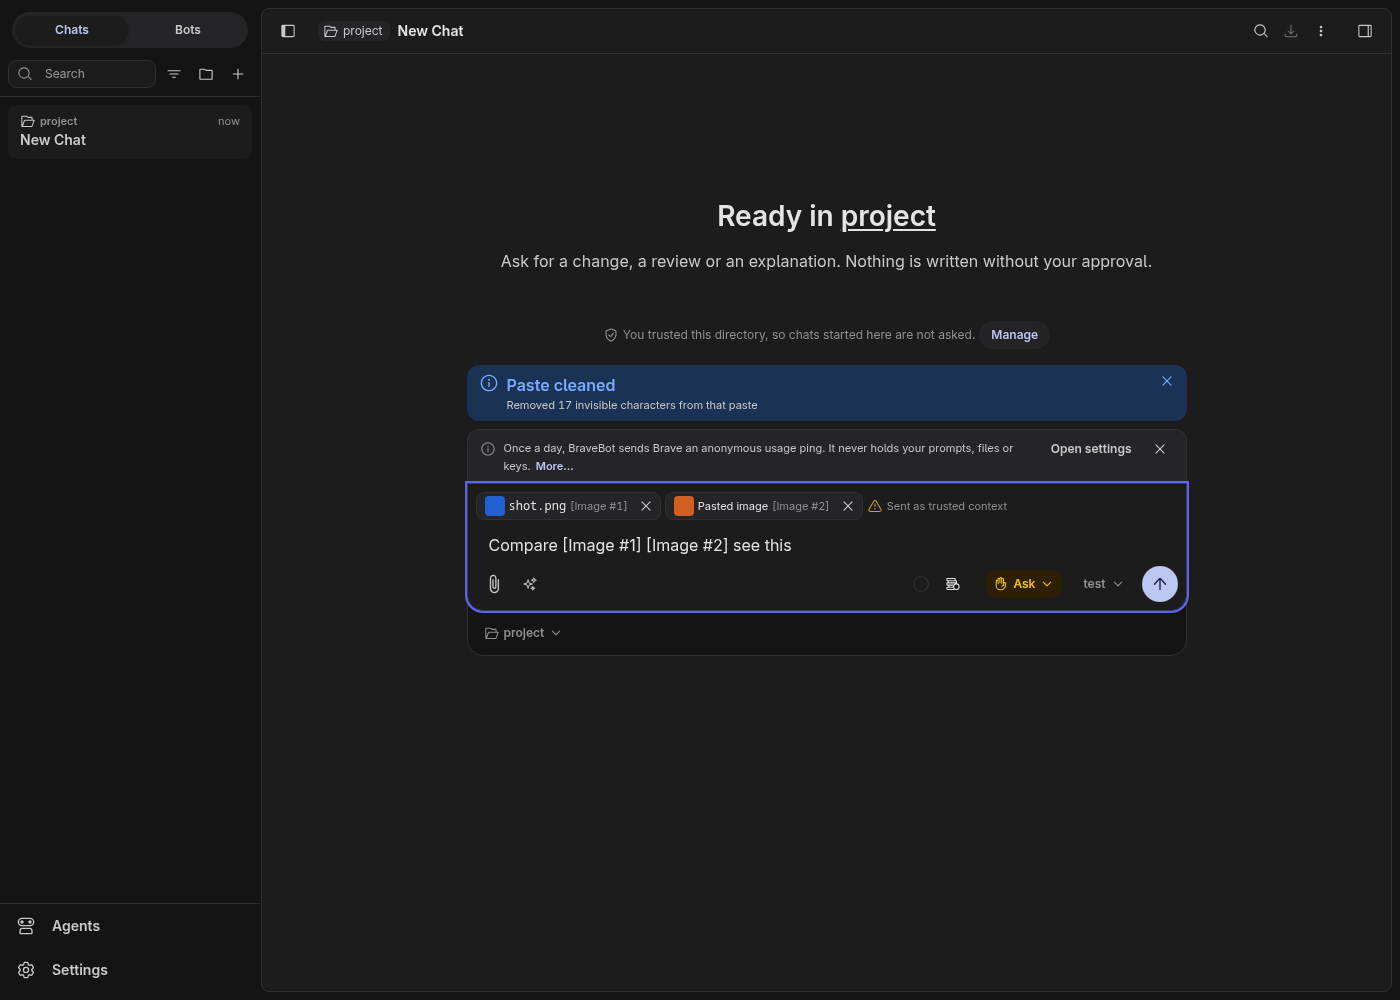 Chats
Bots
project
New Chat
Search
project
now
New Chat
Ready in project
Ask for a change, a review or an explanation. Nothing is written without your approval.
You trusted this directory, so chats started here are not asked. Manage
Paste cleaned
Removed 17 invisible characters from that paste
Once a day, BraveBot sends Brave an anonymous usage ping. It never holds your prompts, files or
keys. More...
Open settings
shot.png [Image #1]
Pasted image [Image #2]
Sent as trusted context
Compare [Image #1] [Image #2] see this
Ask
test
project
Agents
Settings